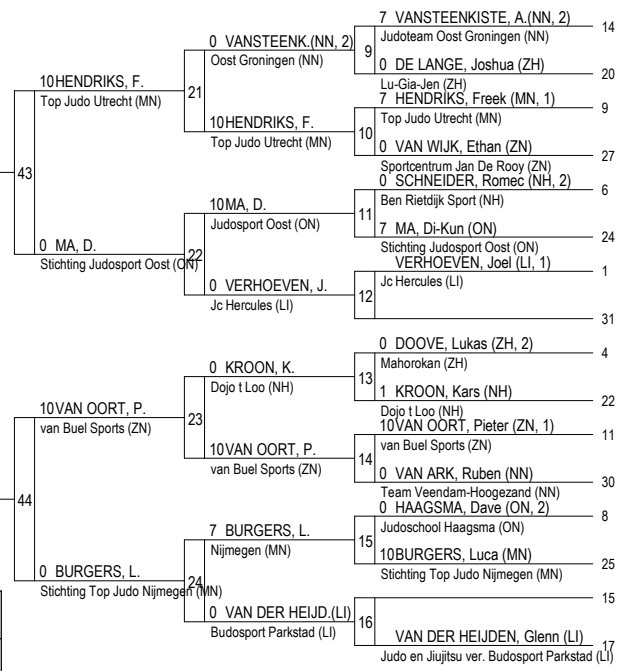 7 VANSTEENKISTE, A.(NN, 2) 14
Judoteam Oost Groningen (NN)
9
0 VANSTEENK.(NN, 2)
Oost Groningen (NN)
0 DE LANGE, Joshua (ZH) 20
Lu-Gia-Jen (ZH)
10HENDRIKS, F.
Top Judo Utrecht (MN)
21
7 HENDRIKS, Freek (MN, 1) 9
Top Judo Utrecht (MN)
10
10HENDRIKS, F.
Top Judo Utrecht (MN)
0 VAN WIJK, Ethan (ZN) 27
Sportcentrum Jan De Rooy (ZN)
43
0 SCHNEIDER, Romec (NH, 2) 6
Ben Rietdijk Sport (NH)
11
10MA, D.
Judosport Oost (ON)
7 MA, Di-Kun (ON) 24
Stichting Judosport Oost (ON)
0 MA, D.
Stichting Judosport Oost (ON)
22
VERHOEVEN, Joel (LI, 1) 1
Jc Hercules (LI)
12
0 VERHOEVEN, J.
Jc Hercules (LI)
31
0 DOOVE, Lukas (ZH, 2) 4
Mahorokan (ZH)
13
0 KROON, K.
Dojo t Loo (NH)
1 KROON, Kars (NH) 22
Dojo t Loo (NH)
10VAN OORT, P.
van Buel Sports (ZN)
23
10VAN OORT, Pieter (ZN, 1) 11
van Buel Sports (ZN)
14
10VAN OORT, P.
van Buel Sports (ZN)
0 VAN ARK, Ruben (NN) 30
Team Veendam-Hoogezand (NN)
44
0 HAAGSMA, Dave (ON, 2) 8
Judoschool Haagsma (ON)
15
7 BURGERS, L.
Nijmegen (MN)
10BURGERS, Luca (MN) 25
Stichting Top Judo Nijmegen (MN)
0 BURGERS, L.
Stichting Top Judo Nijmegen (MN)
24
15
16
0 VAN DER HEIJD.(LI)
Budosport Parkstad (LI)
VAN DER HEIJDEN, Glenn (LI) 17
Judo en Jiujitsu ver. Budosport Parkstad (LI)